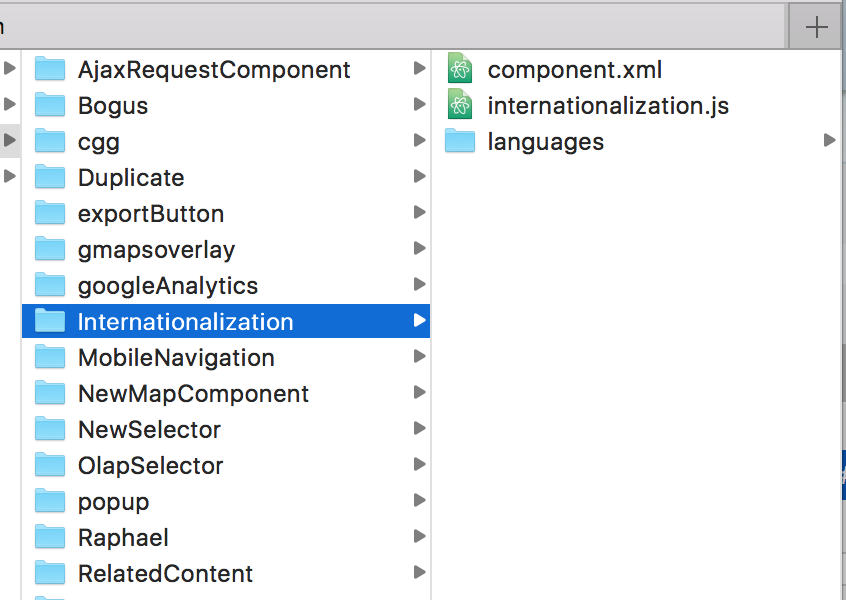 AjaxRequestComponent
Bogus
cgg
Duplicate
exportButton
gmapsoverlay
googleAnalytics
Internationalization
MobileNavigation
NewMapComponent
NewSelector
OlapSelector
popup
Raphael
RelatedContent
component.xml
internationalization.js
languages